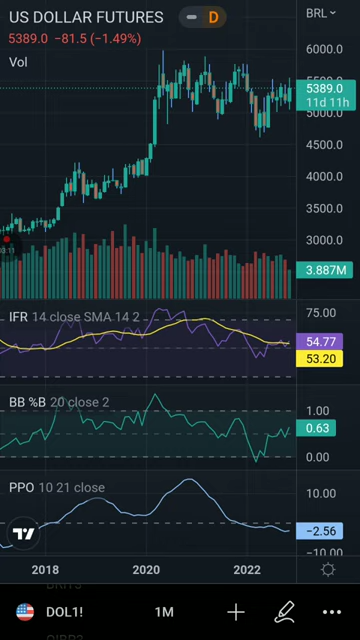 US DOLLAR FUTURES
D
BRL
5389.0 −81.5 (−1.49%)
Vol
6000.0
5389.0
11d 11h
5000.0
4500.0
4000.0
3500.0
3000.0
3.887M
IFR 14 close SMA 14 2
75.00
54.77
53.20
BB %B 20 close 2
1.00
0.63
0.00
PPO 10 21 close
10.00
−2.56
−10.00
2018
2020
2022
DOL1!
1M